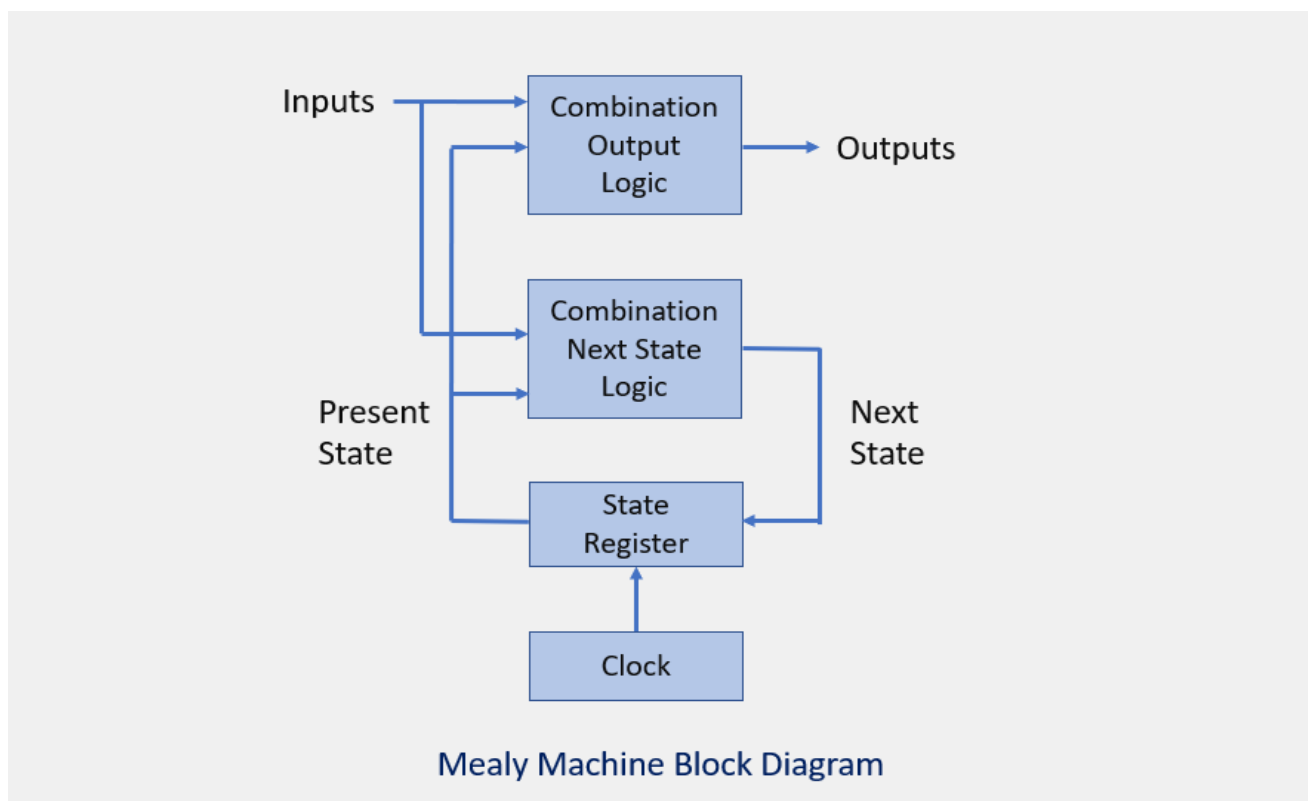 Inputs
Combination
Output
Logic
Outputs
Combination
Next State
Logic
Present
State
Next
State
State
Register
Clock
Mealy Machine Block Diagram